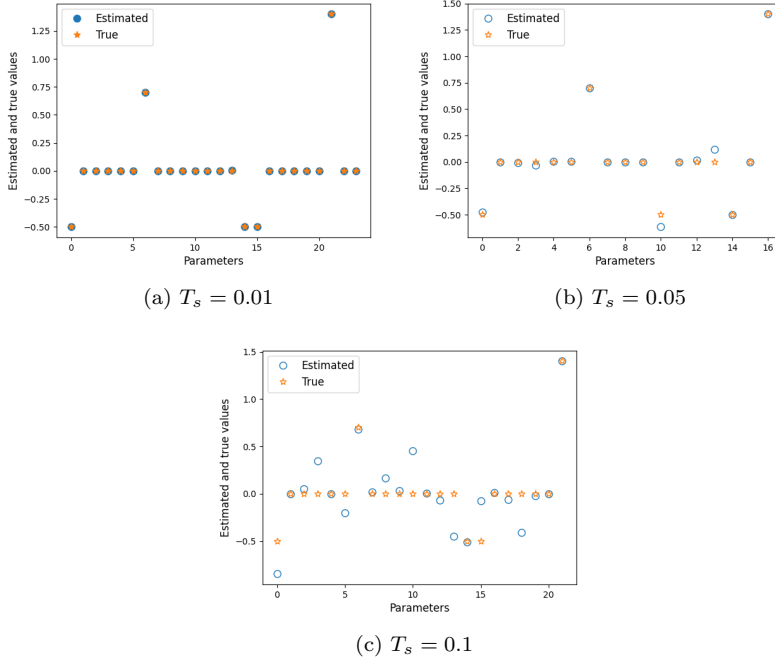 Estimated
True
Estimated and true values
1.25
1.00
0.75
0.50
0.25
0.00
−0.25
−0.50
0 5 10 15 20
Parameters
(a) T_s = 0.01
Estimated
True
Estimated and true values
1.50
1.25
1.00
0.75
0.50
0.25
0.00
−0.25
−0.50
0 2 4 6 8 10 12 14 16
Parameters
(b) T_s = 0.05
Estimated
True
Estimated and true values
1.5
1.0
0.5
0.0
−0.5
0 5 10 15 20
Parameters
(c) T_s = 0.1